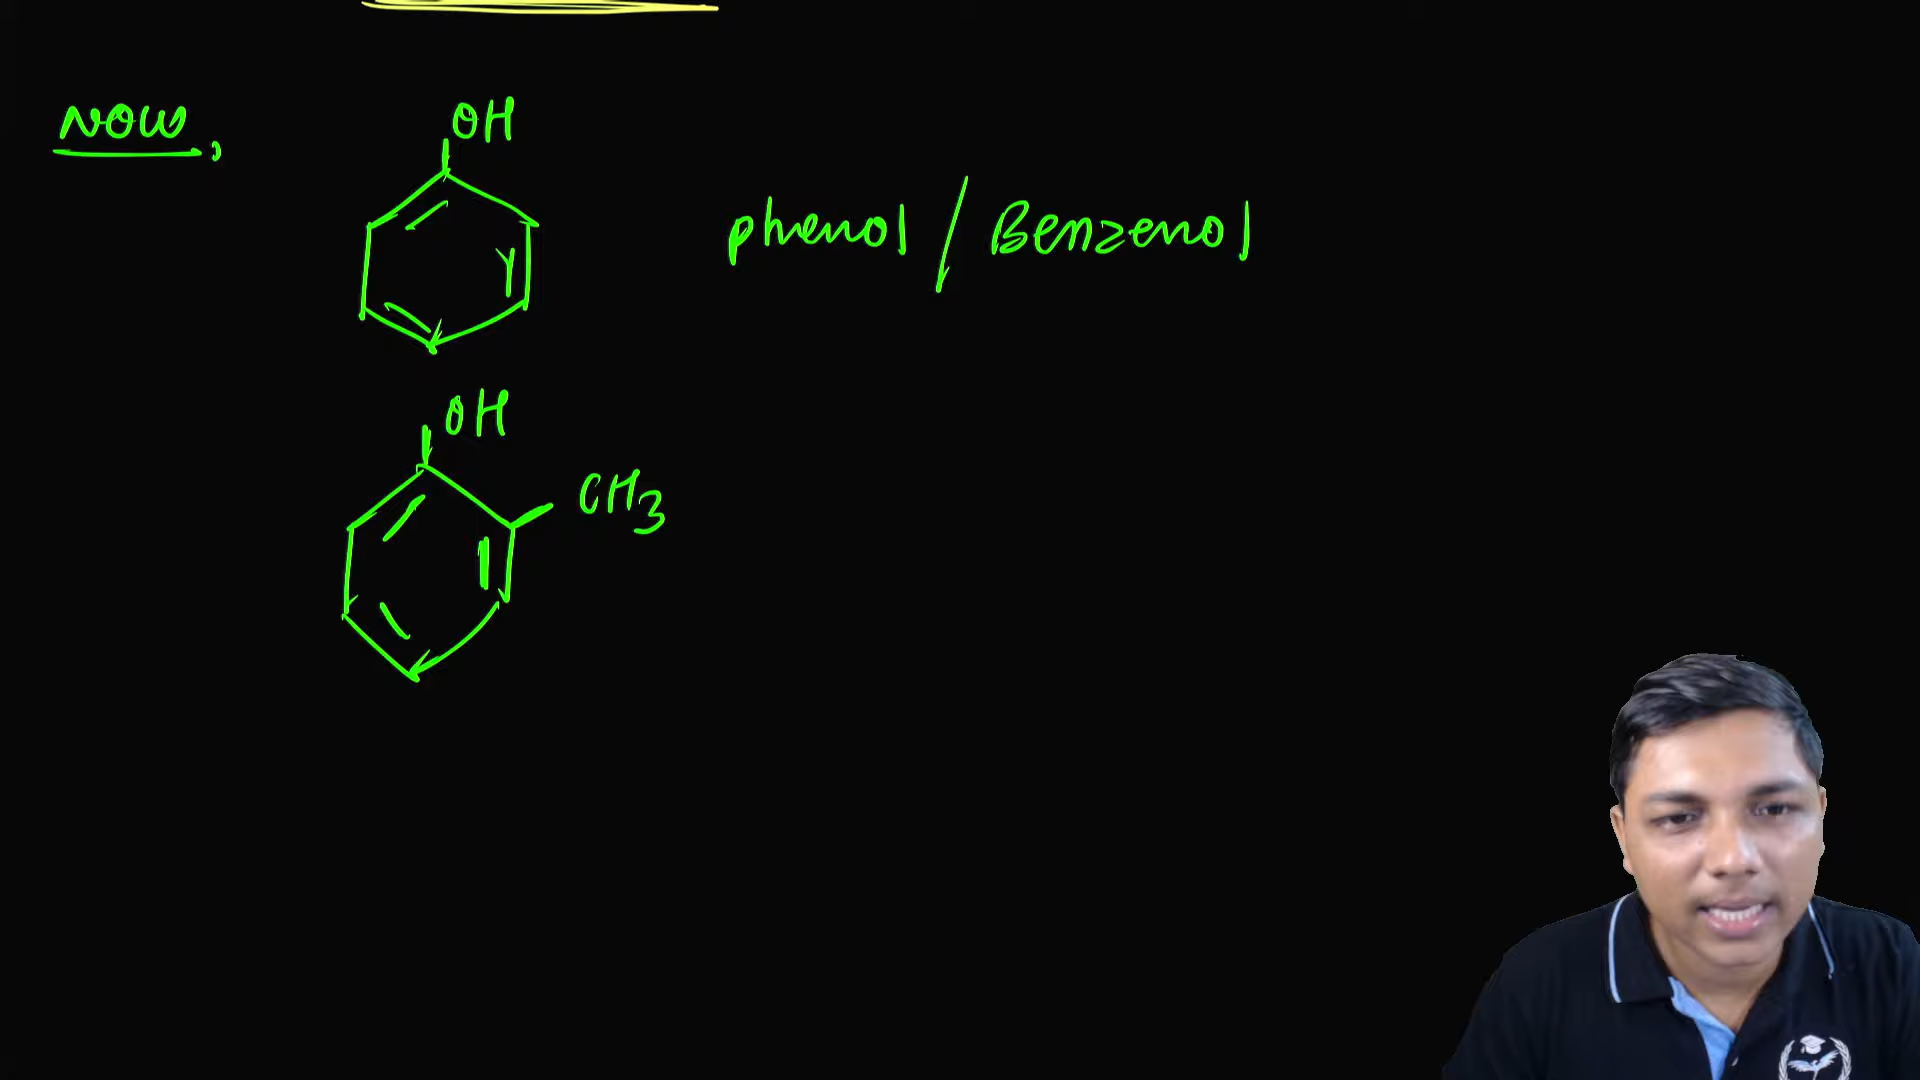 NOW,
OH
phenol / Benzenol
OH
CH3